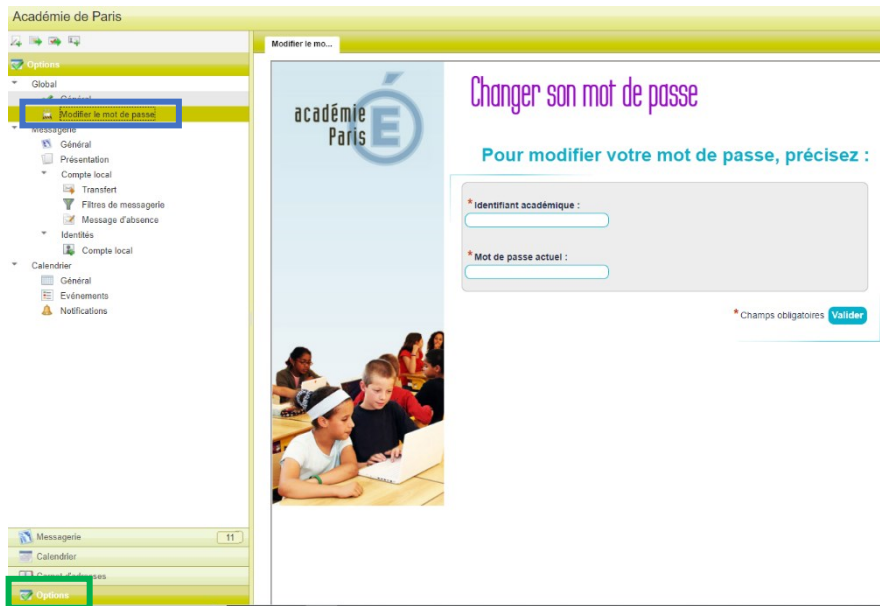 Académie de Paris
Options
Global
Général
Modifier le mot de passe
Messagerie
Général
Présentation
Compte local
Transfert
Filtres de messagerie
Message d'absence
Identités
Compte local
Calendrier
Général
Evénements
Notifications
Messagerie
11
Calendrier
Carnet d'adresses
Options
Modifier le mo...
académie
Paris
É
Changer son mot de passe
Pour modifier votre mot de passe, précisez :
* Identifiant académique :
* Mot de passe actuel :
* Champs obligatoires Valider